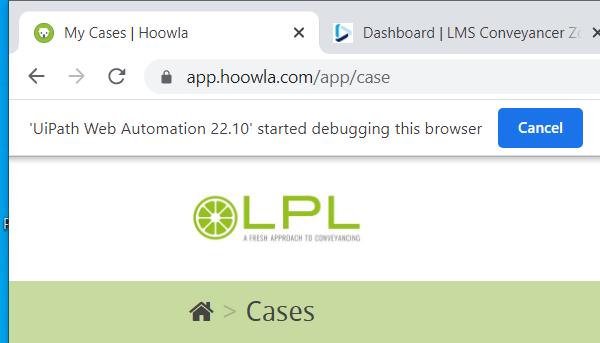 My Cases | Hoowla
Dashboard | LMS Conveyancer Zo
app.hoowla.com/app/case
'UiPath Web Automation 22.10' started debugging this browser
Cancel
LPL
A FRESH APPROACH TO CONVEYANCING
> Cases